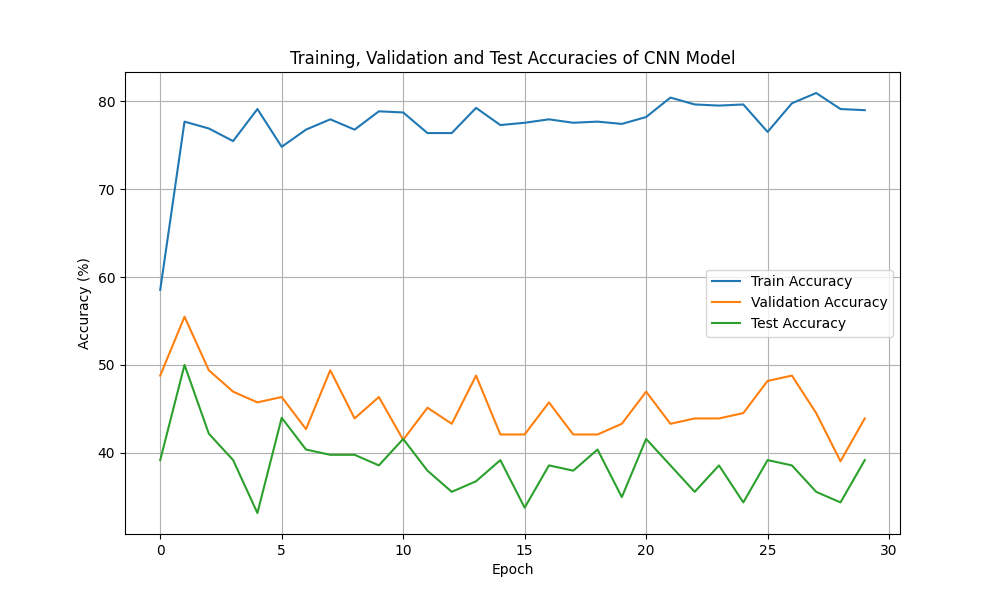 Training, Validation and Test Accuracies of CNN Model
Accuracy (%)
80
70
60
50
40
Train Accuracy
Validation Accuracy
Test Accuracy
0 5 10 15 20 25 30
Epoch